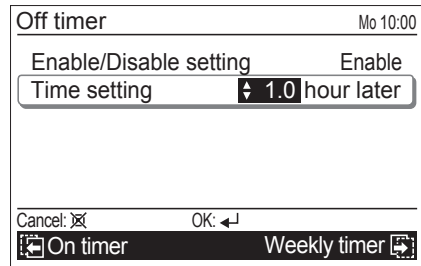 Off timer Mo 10:00
Enable/Disable setting Enable
Time setting 1.0 hour later
Cancel: OK:
On timer Weekly timer